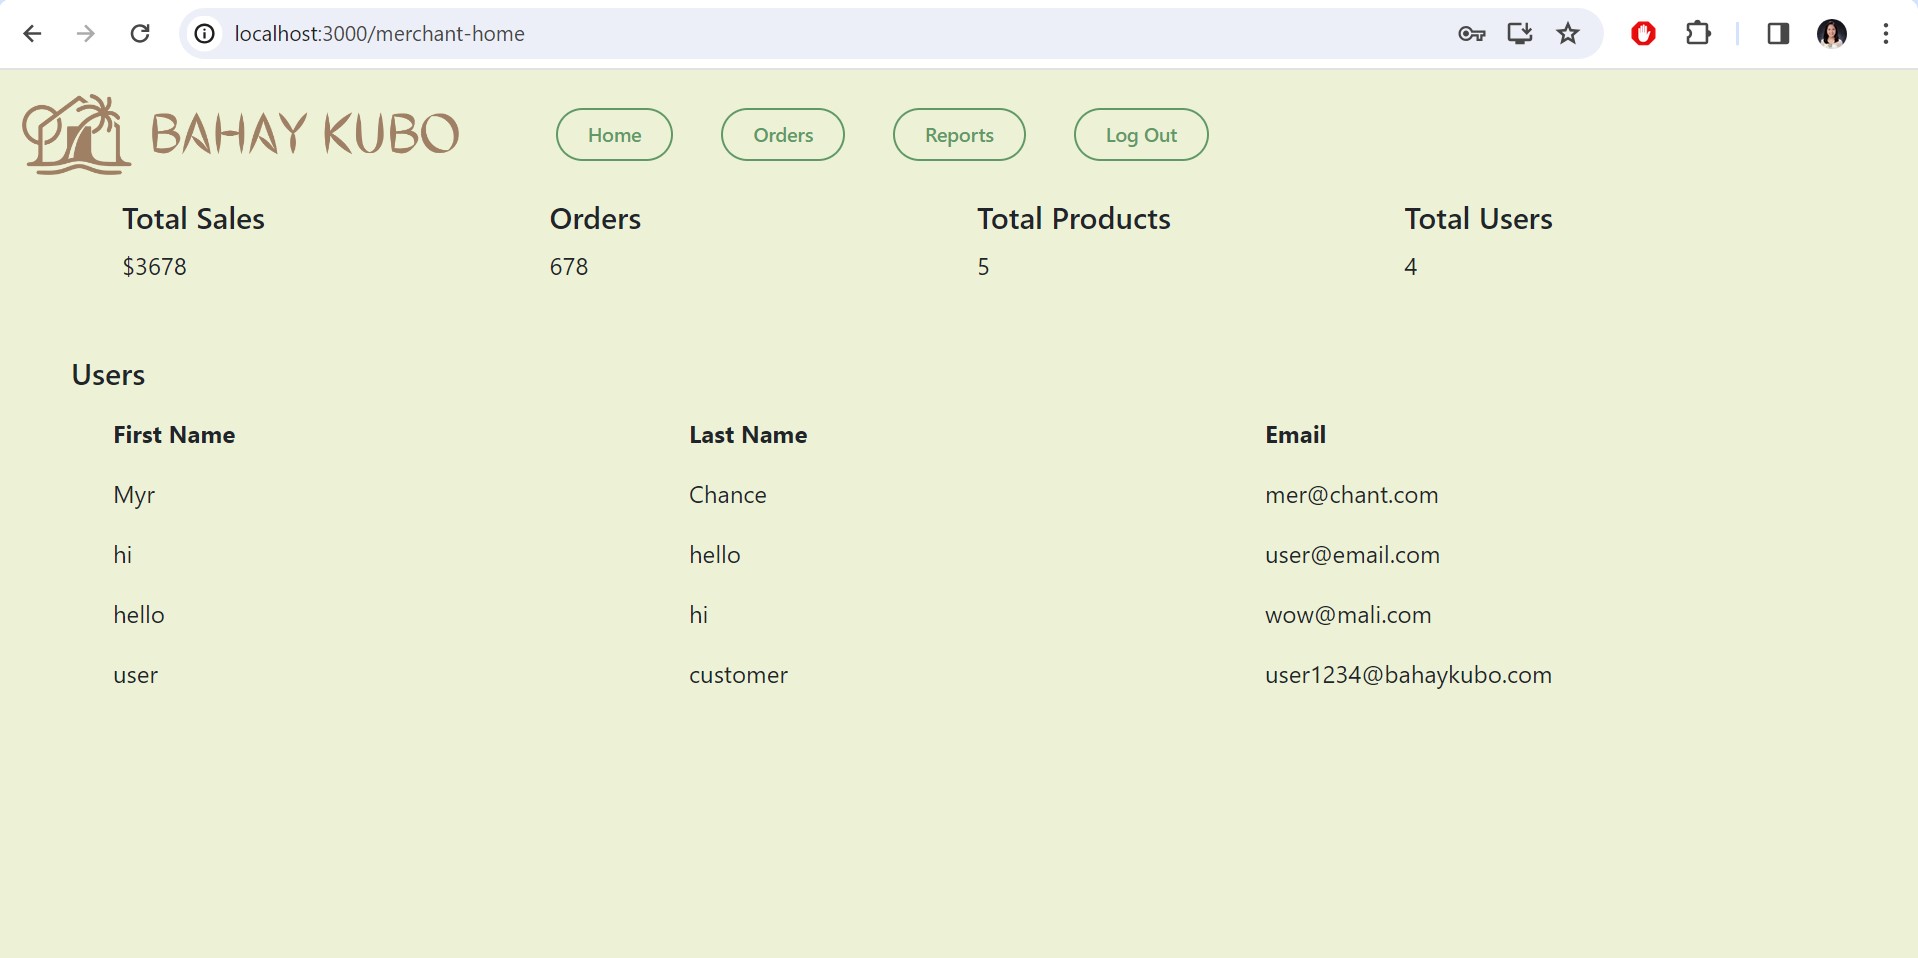 localhost:3000/merchant-home
BAHAY KUBO
Home Orders Reports Log Out
Total Sales Orders Total Products Total Users
$3678 678 5 4
Users
First Name Last Name Email
Myr Chance mer@chant.com
hi hello user@email.com
hello hi wow@mali.com
user customer user1234@bahaykubo.com